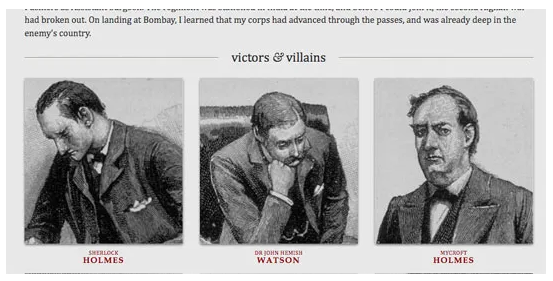 had broken out. On landing at Bombay, I learned that my corps had advanced through the passes, and was already deep in the
enemy's country.
victors & villains
SHERLOCK
HOLMES
DR JOHN HEMISH
WATSON
MYCROFT
HOLMES